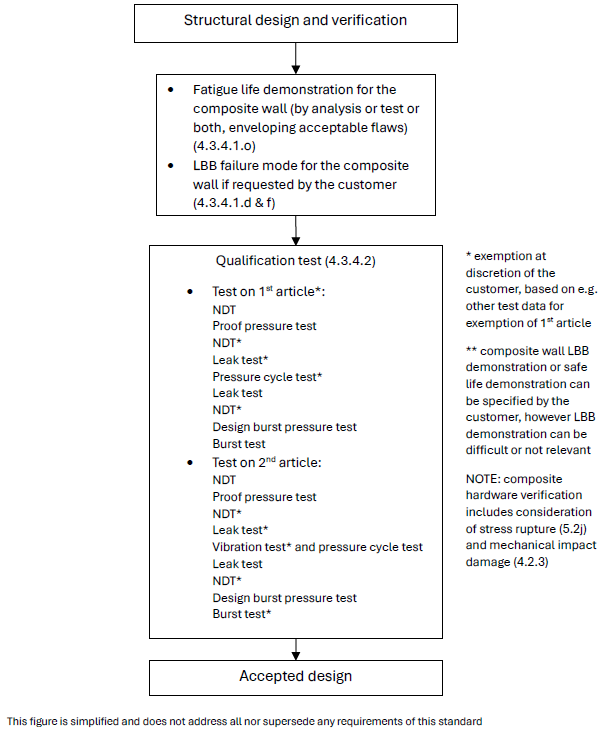 Structural design and verification
• Fatigue life demonstration for the
composite wall (by analysis or test or
both, enveloping acceptable flaws)
(4.3.4.1.o)
• LBB failure mode for the composite
wall if requested by the customer
(4.3.4.1.d & f)
Qualification test (4.3.4.2)
• Test on 1st article*:
NDT
Proof pressure test
NDT*
Leak test*
Pressure cycle test*
Leak test
NDT*
Design burst pressure test
Burst test
• Test on 2nd article:
NDT
Proof pressure test
NDT*
Leak test*
Vibration test* and pressure cycle test
Leak test
NDT*
Design burst pressure test
Burst test*
* exemption at
discretion of the
customer, based on e.g.
other test data for
exemption of 1st article
** composite wall LBB
demonstration or safe
life demonstration can
be specified by the
customer, however LBB
demonstration can be
difficult or not relevant
NOTE: composite
hardware verification
includes consideration
of stress rupture (5.2j)
and mechanical impact
damage (4.2.3)
Accepted design
This figure is simplified and does not address all nor supersede any requirements of this standard